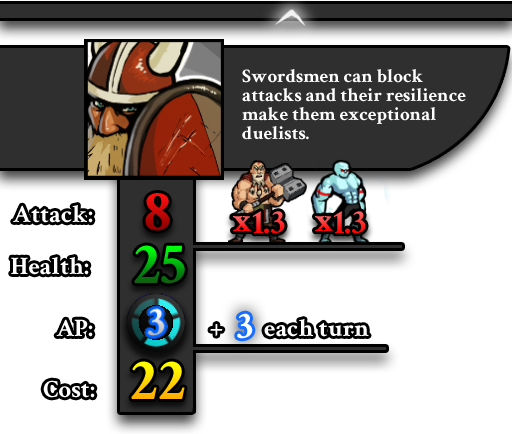 Swordsmen can block
attacks and their resilience
make them exceptional
duelists.
x1.3 x1.3
Attack: 8
Health: 25
AP: 3 + 3 each turn
Cost: 22